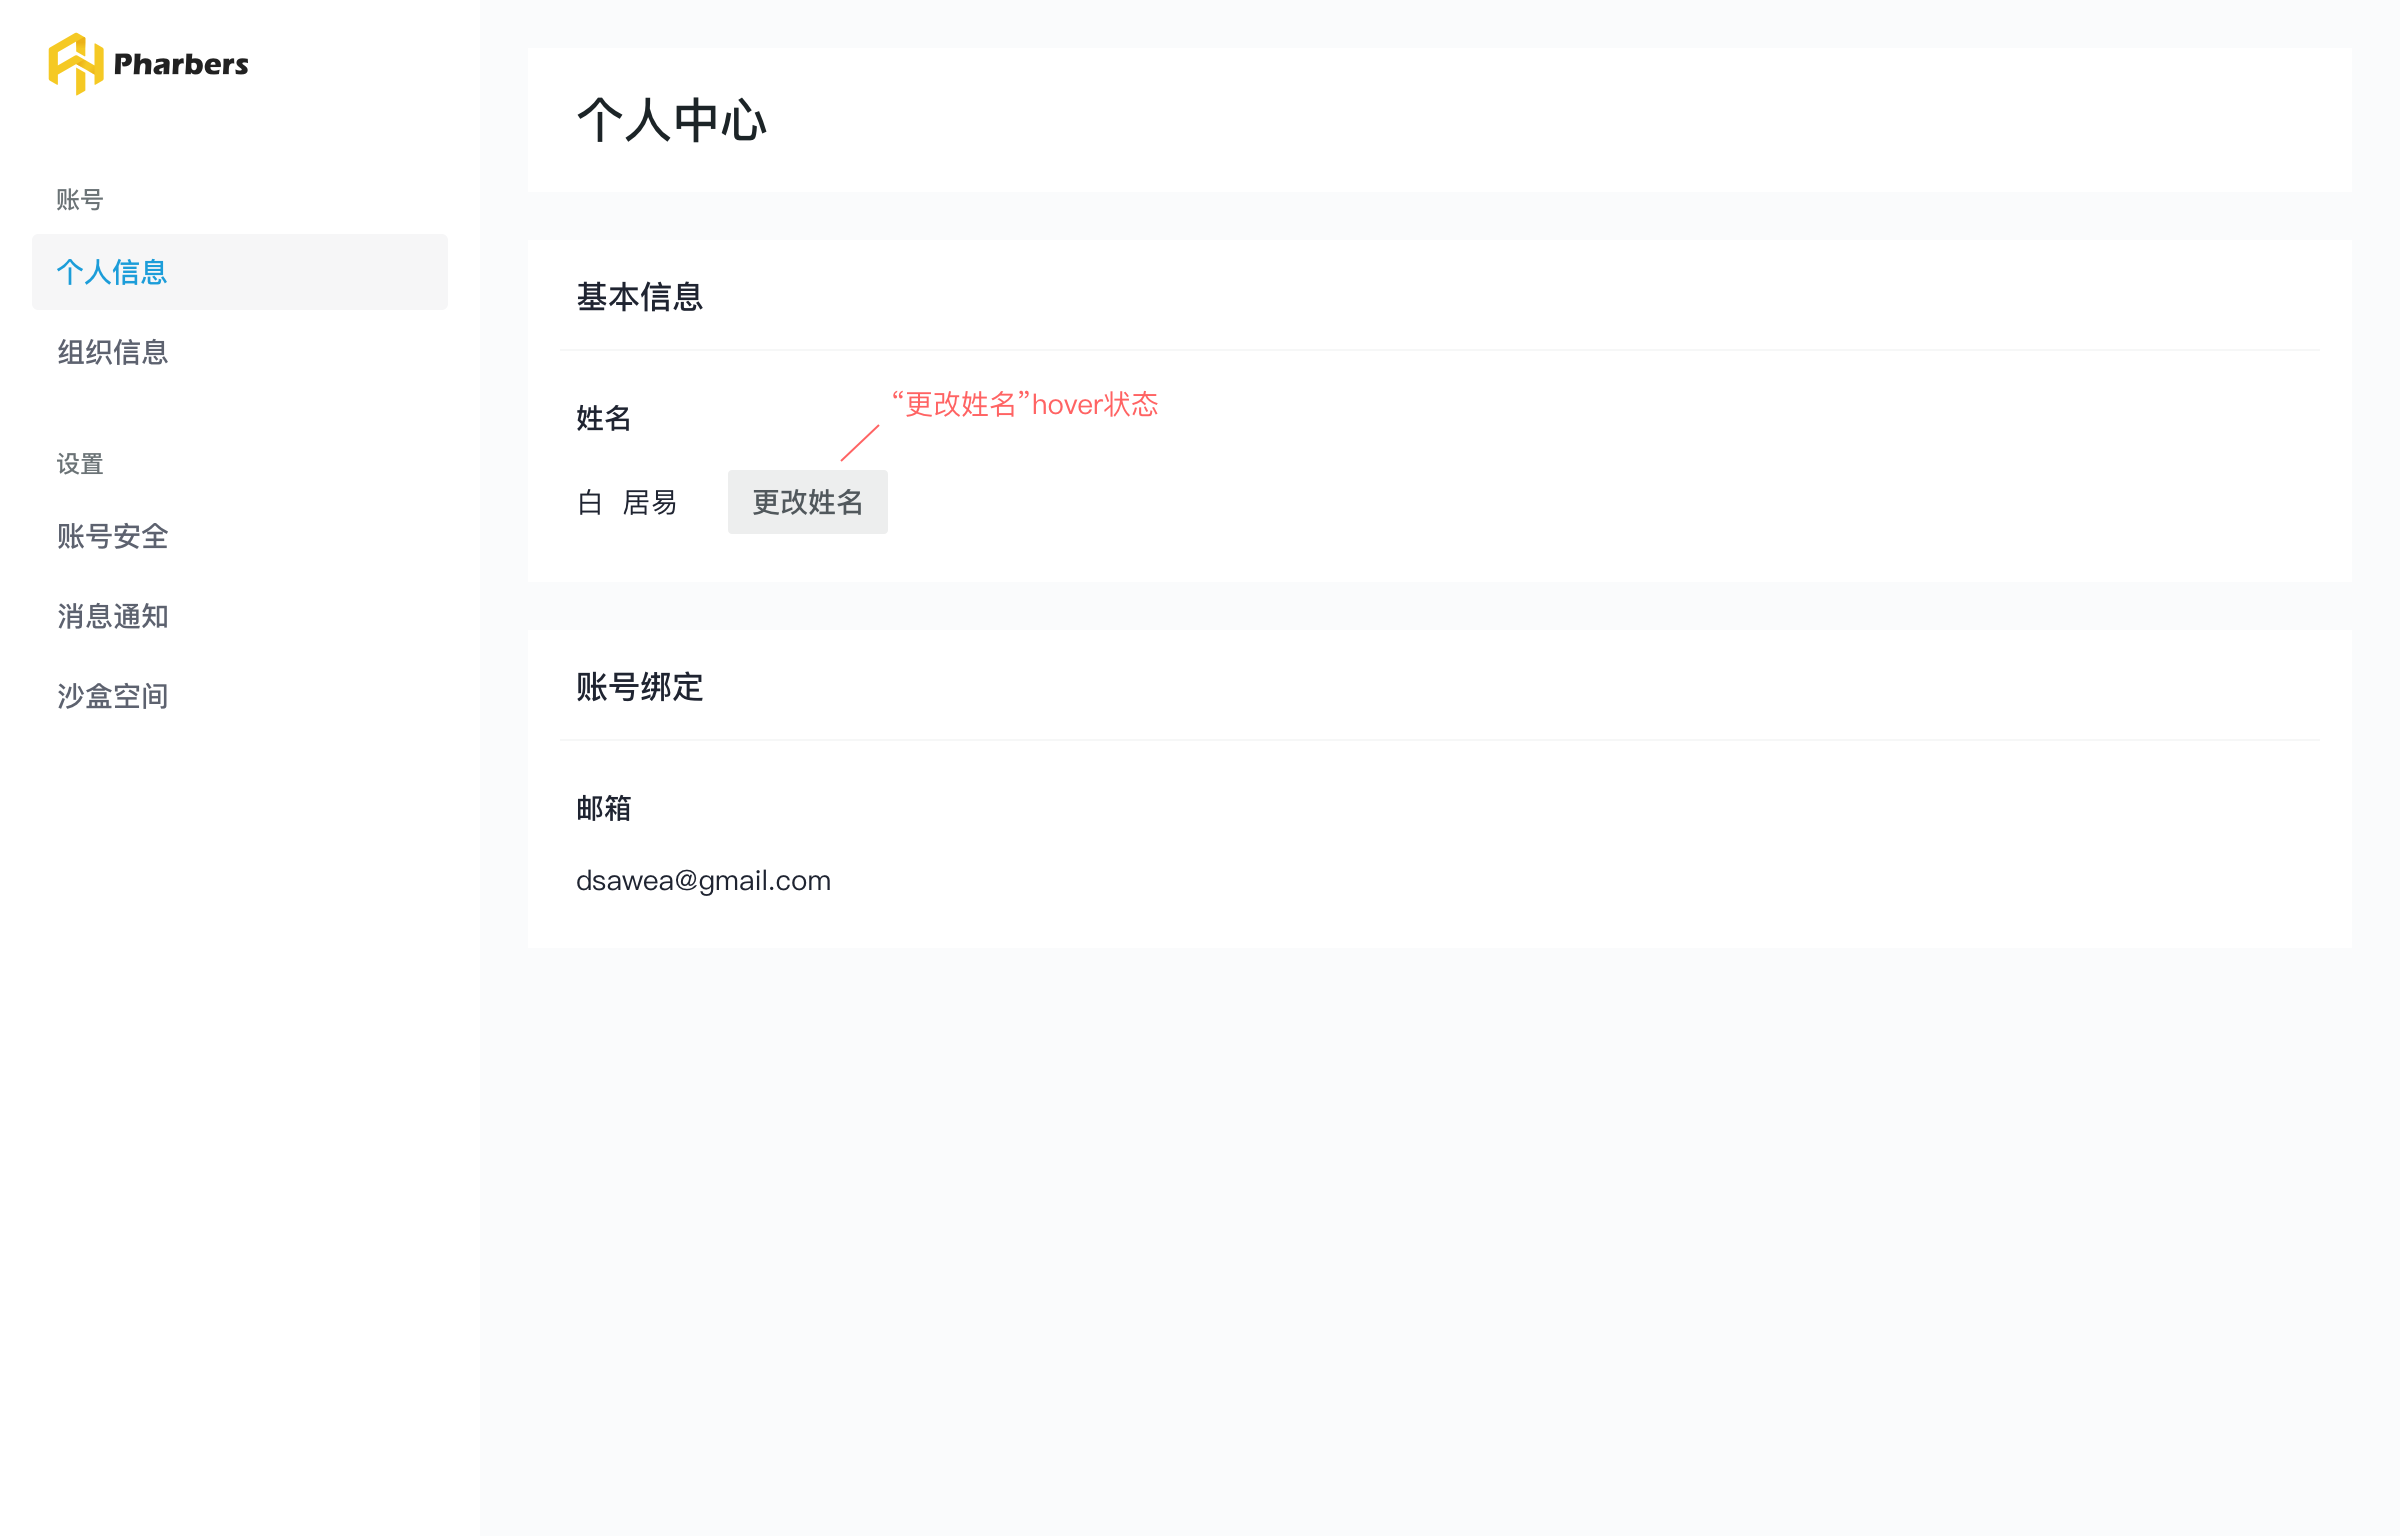 Pharbers
账号
个人信息
组织信息
设置
账号安全
消息通知
沙盒空间
个人中心
基本信息
姓名
“更改姓名”hover状态
白 居易
更改姓名
账号绑定
邮箱
dsawea@gmail.com